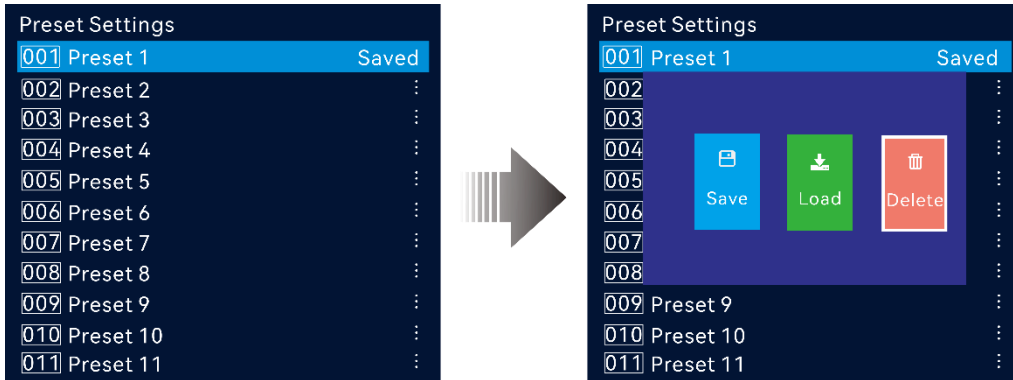 Preset Settings
001 Preset 1 Saved
002 Preset 2
003 Preset 3
004 Preset 4
005 Preset 5
006 Preset 6
007 Preset 7
008 Preset 8
009 Preset 9
010 Preset 10
011 Preset 11
Preset Settings
001 Preset 1 Saved
002
003
004
005
006
007
008
Save Load Delete
009 Preset 9
010 Preset 10
011 Preset 11